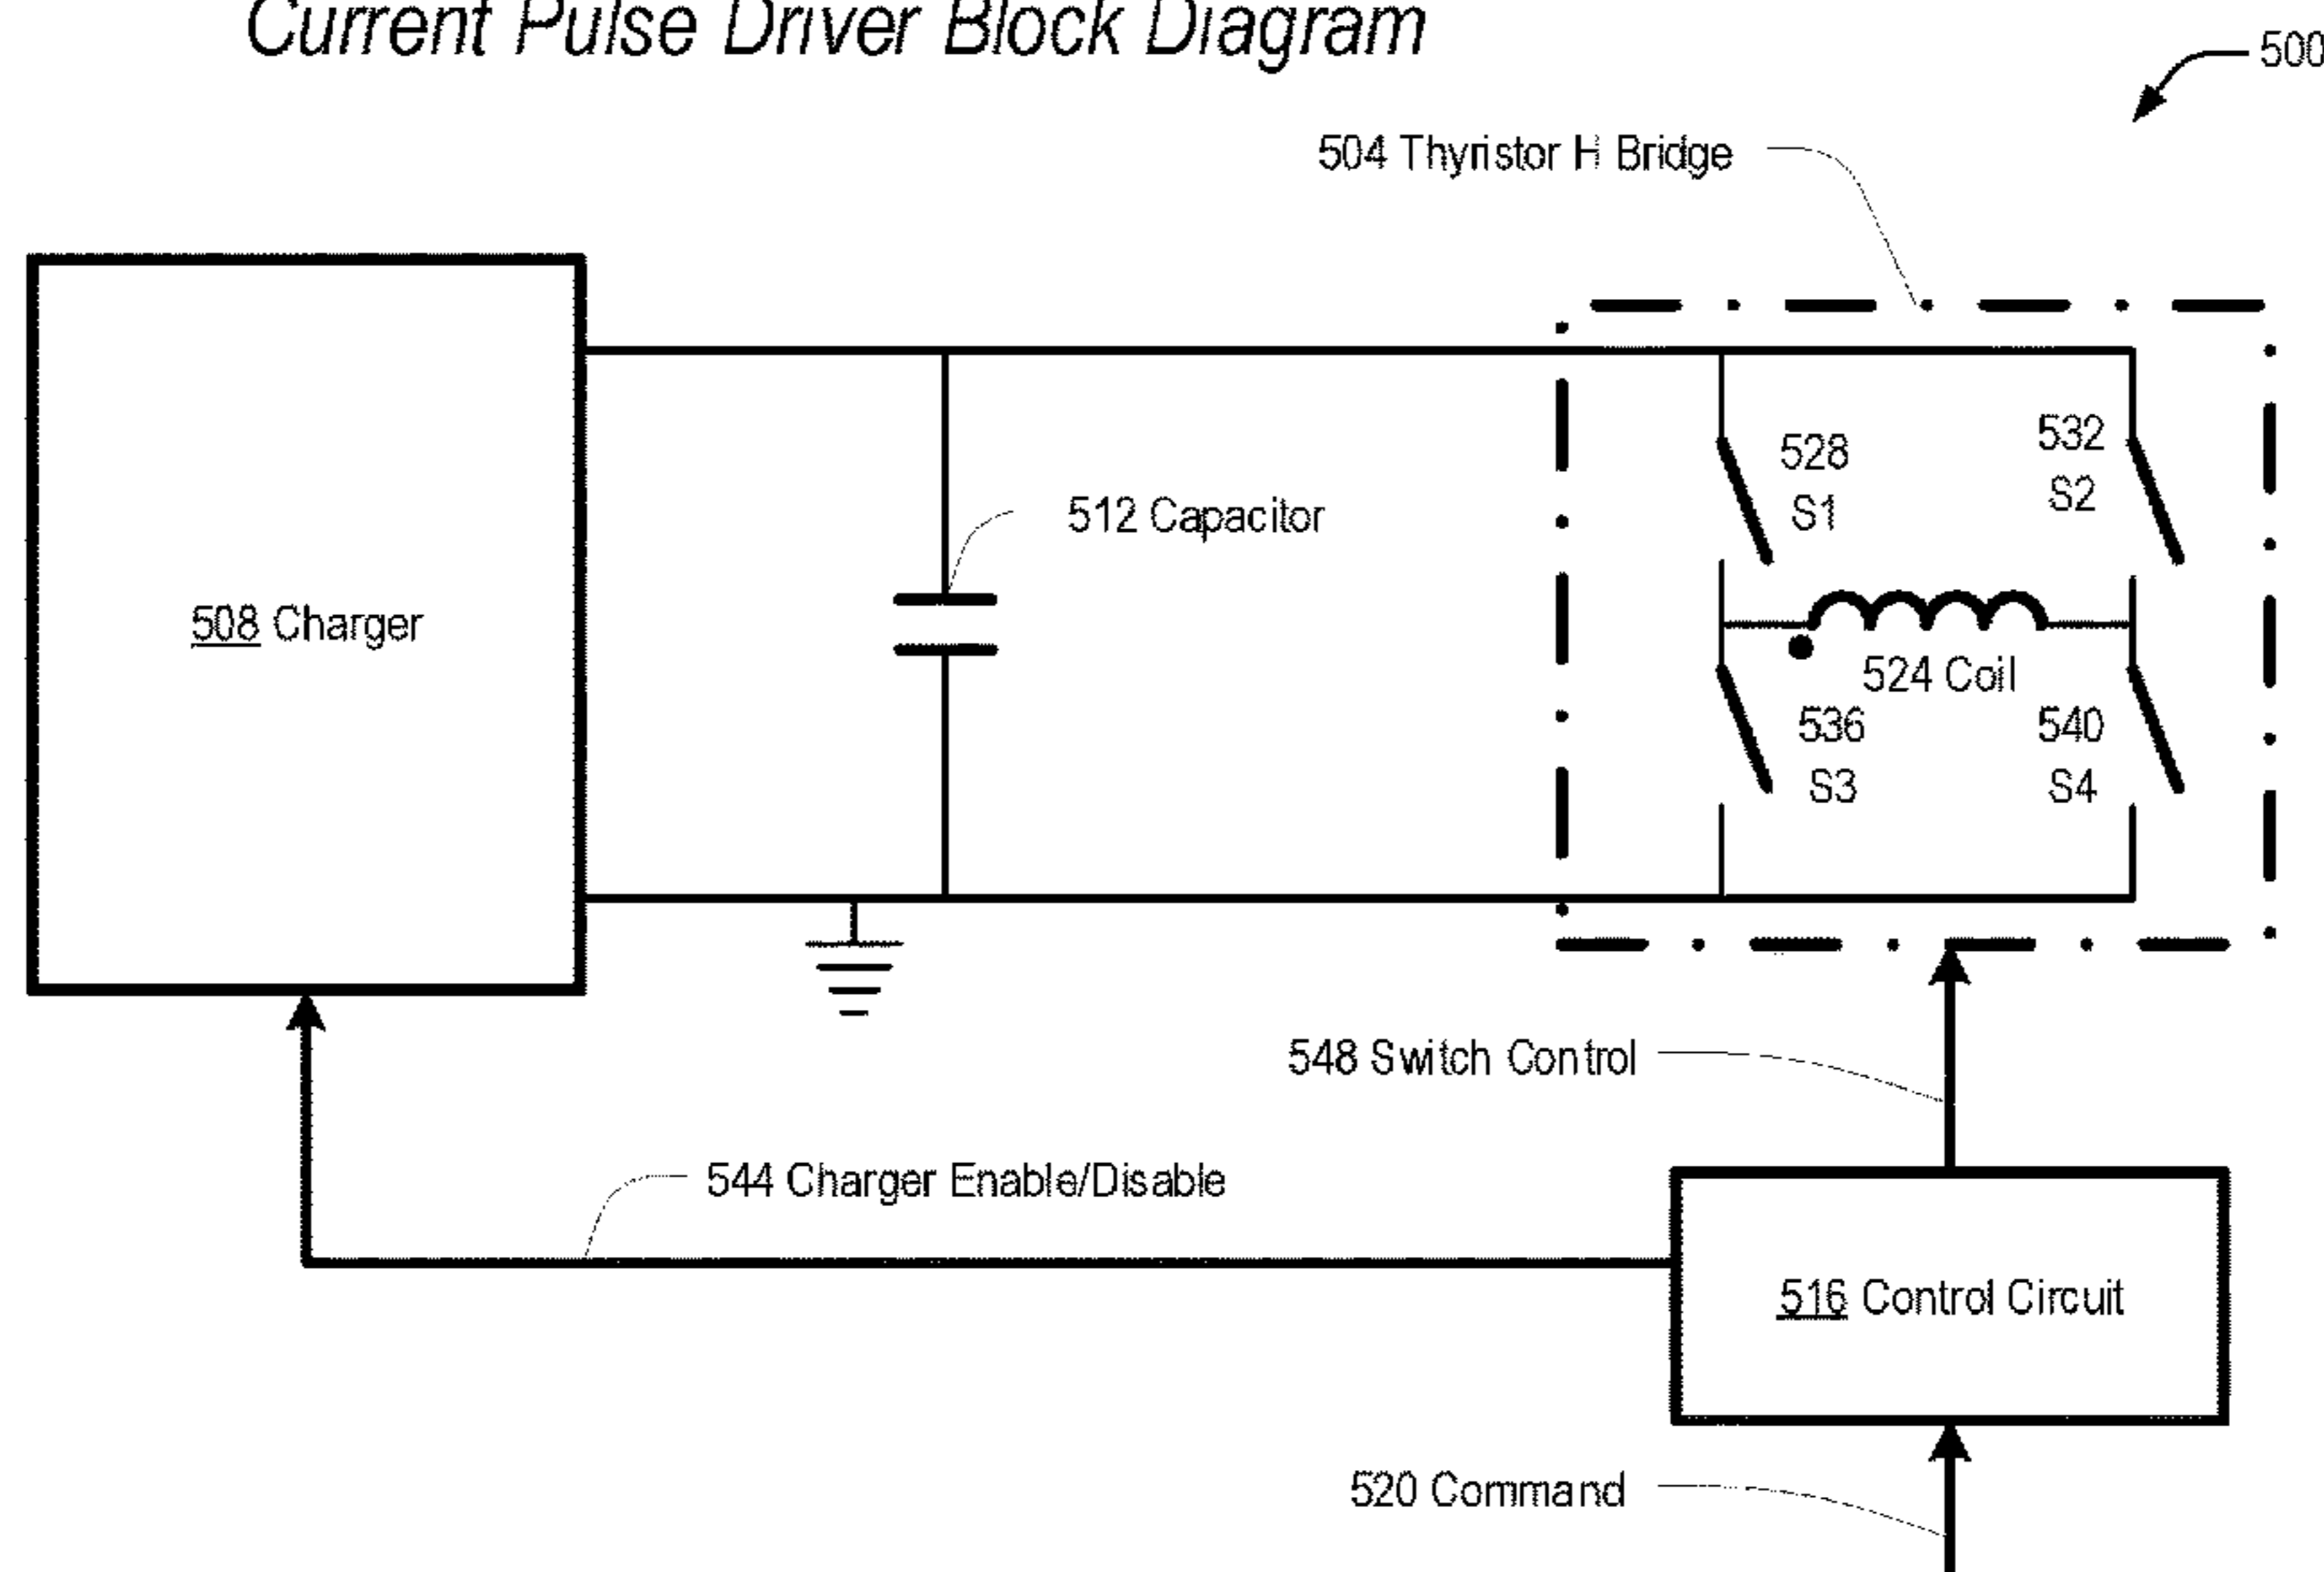 Current Pulse Driver Block Diagram
500
504 Thyristor H Bridge
528
S1
532
S2
512 Capacitor
508 Charger
524 Coil
536
S3
540
S4
548 Switch Control
544 Charger Enable/Disable
516 Control Circuit
520 Command